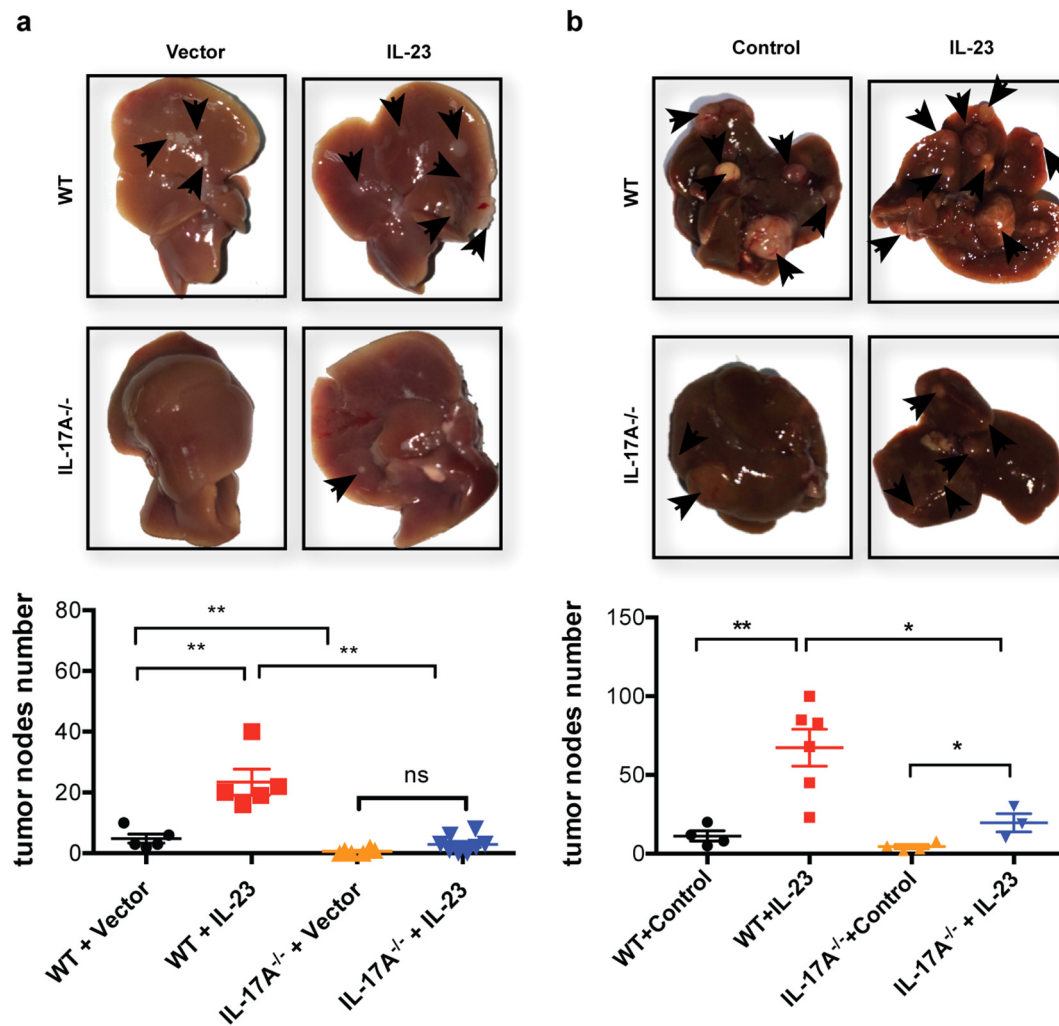 a
Vector
IL-23
WT
IL-17A-/-
tumor nodes number
80
60
40
20
0
**
**
**
ns
WT + Vector
WT + IL-23
IL-17A-/- + Vector
IL-17A-/- + IL-23
b
Control
IL-23
WT
IL-17A-/-
tumor nodes number
150
100
50
0
**
*
*
WT+Control
WT+IL-23
IL-17A-/-+Control
IL-17A-/- + IL-23